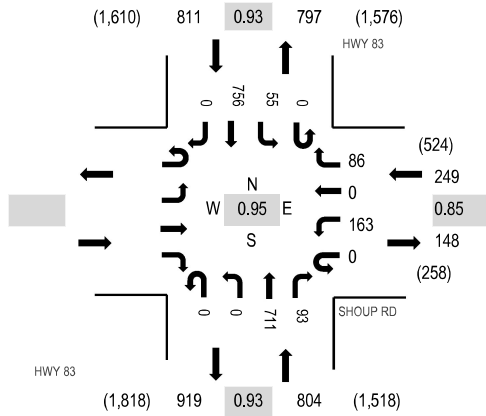 (1,610) 811 0.93 797 (1,576)
HWY 83
0 756 55 0
(524)
86
249
N
0
W 0.95 E
0.85
163
148
S
0
(258)
0 0 711 93
SHOUP RD
HWY 83
(1,818) 919 0.93 804 (1,518)